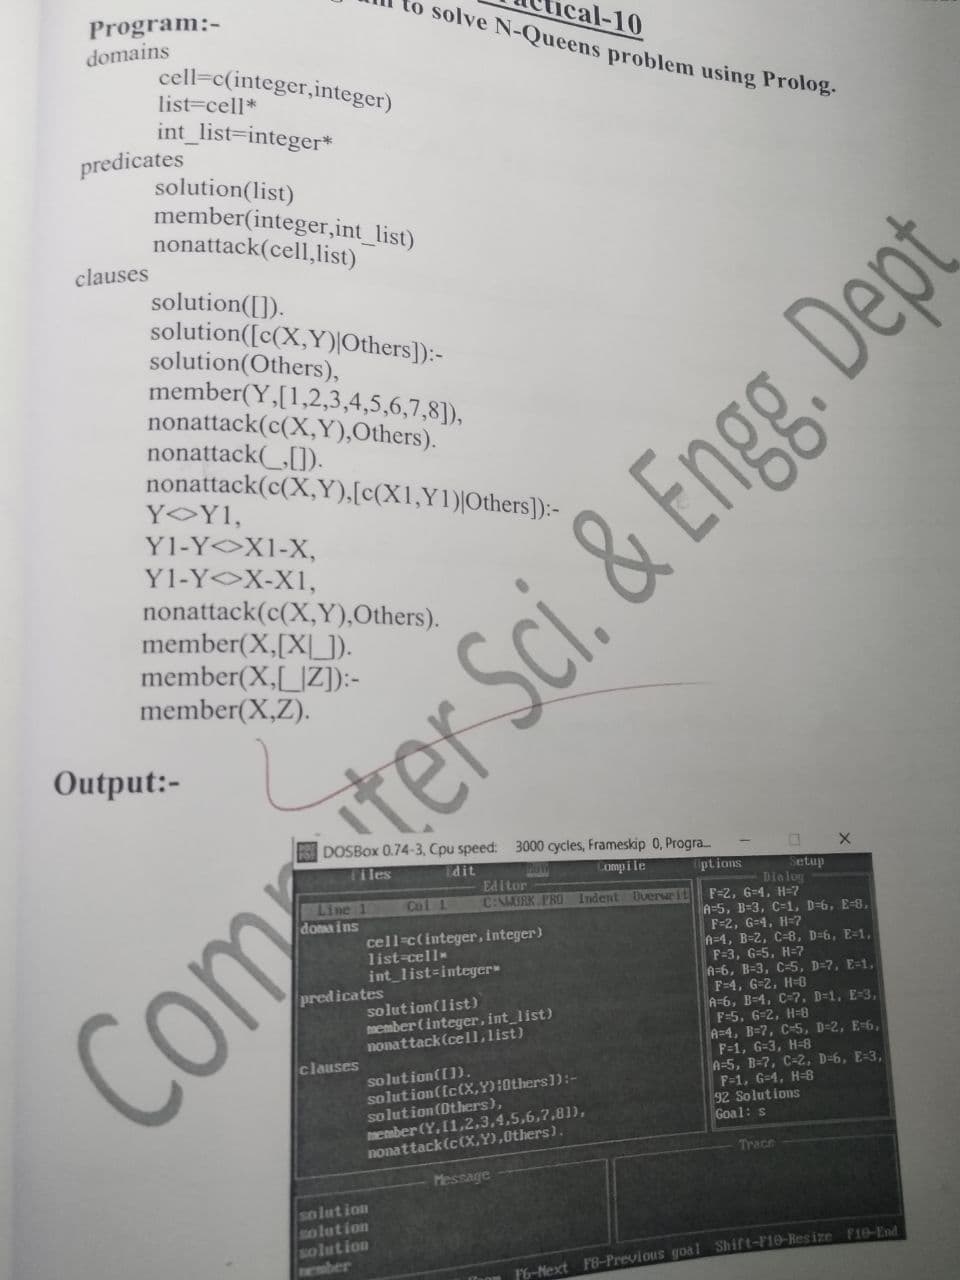 actical-10
to solve N-Queens problem using Prolog.
Program:-
domains
cell=c(integer,integer)
list=cell*
int_list=integer*
predicates
solution(list)
member(integer,int_list)
nonattack(cell,list)
clauses
solution([]).
solution([c(X,Y)|Others]):-
solution(Others),
member(Y,[1,2,3,4,5,6,7,8]),
nonattack(c(X,Y),Others).
nonattack(_,[]).
nonattack(c(X,Y),[c(X1,Y1)|Others]):-
Y<>Y1,
Y1-Y<>X1-X,
Y1-Y<>X-X1,
nonattack(c(X,Y),Others).
member(X,[X|_]).
member(X,[_|Z]):-
member(X,Z).
Output:-
Computer Sci. & Engg. Dept
DOSBox 0.74-3, Cpu speed: 3000 cycles, Frameskip 0, Progra...
iles dit Compile ptions etup
Editor
Line 1 Col 1 C:\WORK.PRO Indent Overwrit
domains
cell=c(integer,integer)
list=cell*
int_list=integer*
predicates
solution(list)
member(integer,int_list)
nonattack(cell,list)
clauses
solution([]).
solution([c(X,Y)|Others]):-
solution(Others),
member(Y,[1,2,3,4,5,6,7,8]),
nonattack(c(X,Y),Others).
Dialog
F=2, G=4, H=7
A=5, B=3, C=1, D=6, E=8,
F=2, G=4, H=7
A=4, B=2, C=8, D=6, E=1,
F=3, G=5, H=7
A=6, B=3, C=5, D=7, E=1,
F=4, G=2, H=8
A=6, B=4, C=7, D=1, E=3,
F=5, G=2, H=8
A=4, B=7, C=5, D=2, E=6,
F=1, G=3, H=8
A=5, B=7, C=2, D=6, E=3,
F=1, G=4, H=8
92 Solutions
Goal: s
Message
Trace
solution
solution
solution
member
F6-Next F8-Previous goal Shift-F10-Resize F10-End